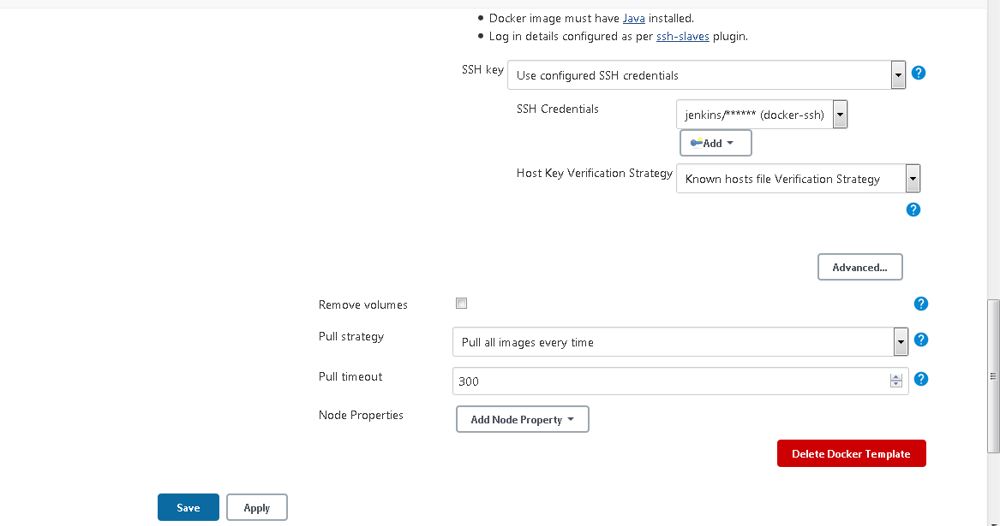 Docker image must have Java installed.
Log in details configured as per ssh-slaves plugin.
SSH key
Use configured SSH credentials
SSH Credentials
jenkins/****** (docker-ssh)
Add
Host Key Verification Strategy
Known hosts file Verification Strategy
Advanced...
Remove volumes
Pull strategy
Pull all images every time
Pull timeout
300
Node Properties
Add Node Property
Delete Docker Template
Save
Apply